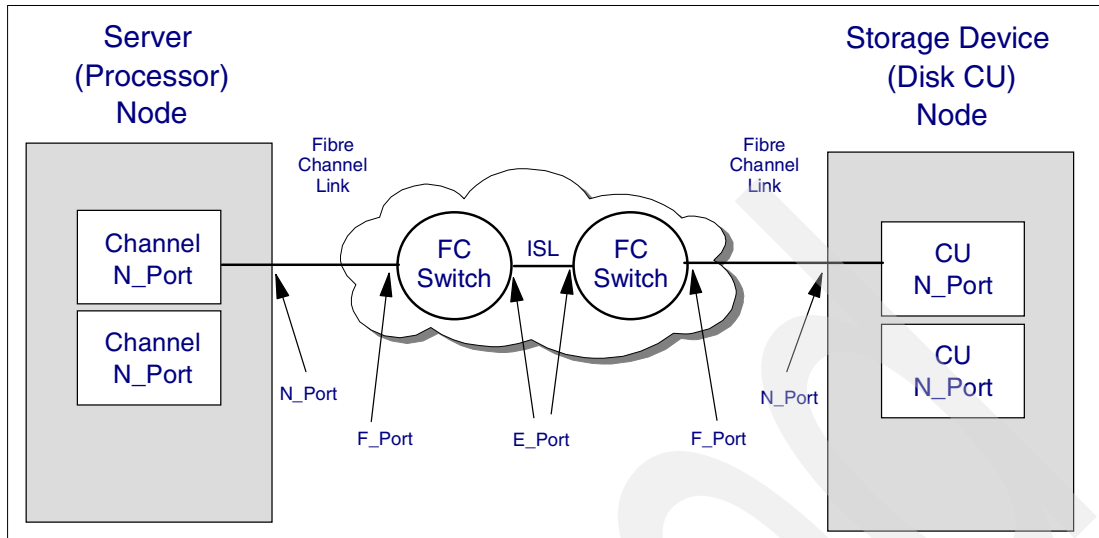 Server
(Processor)
Node
Storage Device
(Disk CU)
Node
Fibre
Channel
Link
Fibre
Channel
Link
Channel
N_Port
FC
Switch
ISL
FC
Switch
CU
N_Port
Channel
N_Port
CU
N_Port
N_Port
F_Port
E_Port
F_Port
N_Port